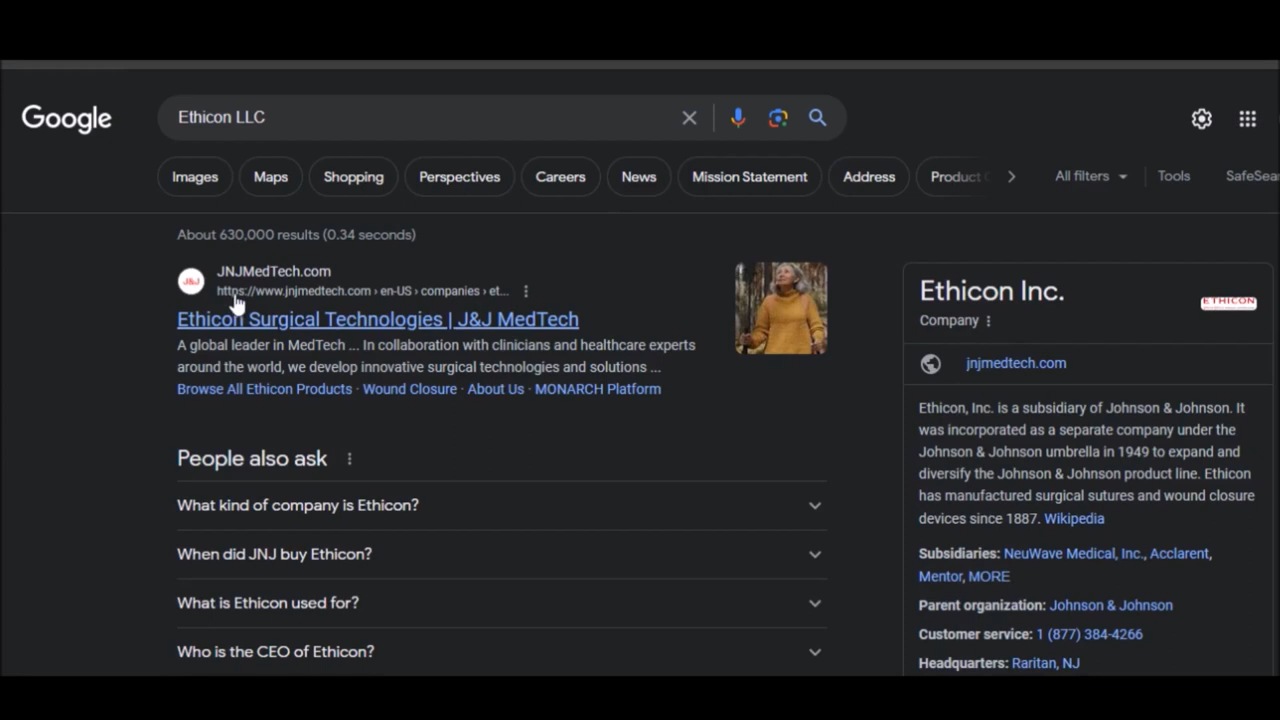 Google
Ethicon LLC
Images
Maps
Shopping
Perspectives
Careers
News
Mission Statement
Address
Product
All filters
Tools
SafeSea
About 630,000 results (0.34 seconds)
J&J
JNJMedTech.com
https://www.jnjmedtech.com › en-US › companies › et...
Ethicon Surgical Technologies | J&J MedTech
A global leader in MedTech ... In collaboration with clinicians and healthcare experts
around the world, we develop innovative surgical technologies and solutions ...
Browse All Ethicon Products · Wound Closure · About Us · MONARCH Platform
People also ask
What kind of company is Ethicon?
When did JNJ buy Ethicon?
What is Ethicon used for?
Who is the CEO of Ethicon?
Ethicon Inc.
Company
ETHICON
jnjmedtech.com
Ethicon, Inc. is a subsidiary of Johnson & Johnson. It
was incorporated as a separate company under the
Johnson & Johnson umbrella in 1949 to expand and
diversify the Johnson & Johnson product line. Ethicon
has manufactured surgical sutures and wound closure
devices since 1887. Wikipedia
Subsidiaries: NeuWave Medical, Inc., Acclarent,
Mentor, MORE
Parent organization: Johnson & Johnson
Customer service: 1 (877) 384-4266
Headquarters: Raritan, NJ